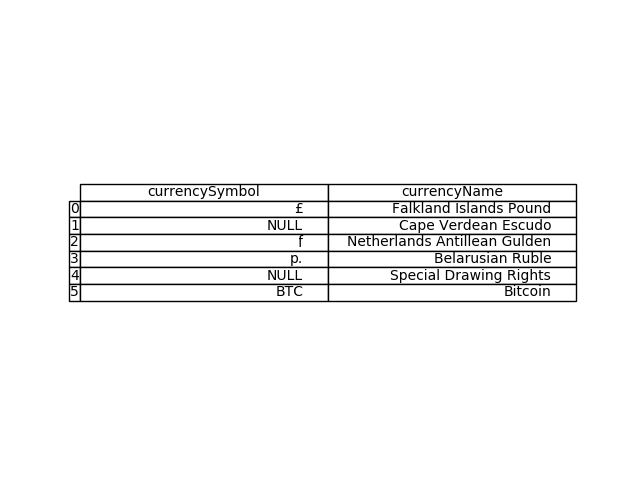 currencySymbol currencyName
0 £ Falkland Islands Pound
1 NULL Cape Verdean Escudo
2 f Netherlands Antillean Gulden
3 p. Belarusian Ruble
4 NULL Special Drawing Rights
5 BTC Bitcoin